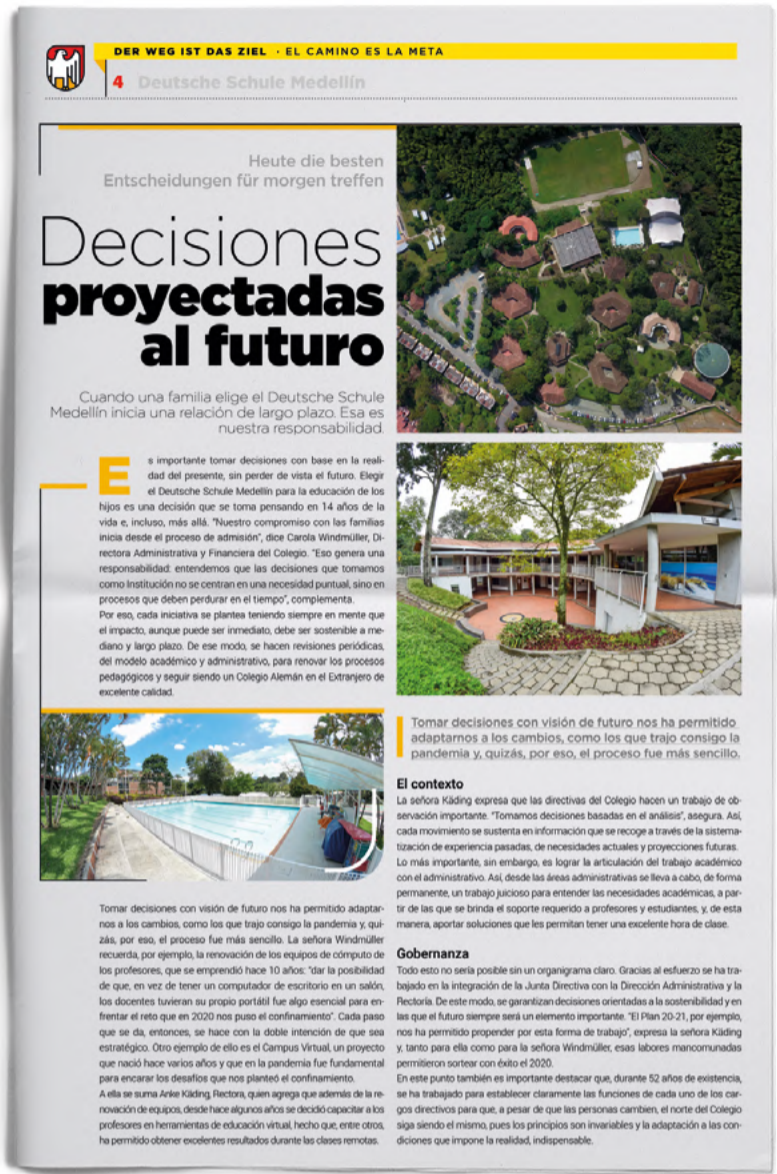 DER WEG IST DAS ZIEL · EL CAMINO ES LA META
4 Deutsche Schule Medellín
Heute die besten
Entscheidungen für morgen treffen
Decisiones
proyectadas
al futuro
Cuando una familia elige el Deutsche Schule
Medellín inicia una relación de largo plazo. Esa es
nuestra responsabilidad.
Es importante tomar decisiones con base en la reali-
dad del presente, sin perder de vista el futuro. Elegir
el Deutsche Schule Medellín para la educación de los
hijos es una decisión que se toma pensando en 14 años de la
vida e, incluso, más allá. "Nuestro compromiso con las familias
inicia desde el proceso de admisión", dice Carola Windmüller, Di-
rectora Administrativa y Financiera del Colegio. "Eso genera una
responsabilidad: entendemos que las decisiones que tomamos
como Institución no se centran en una necesidad puntual, sino en
procesos que deben perdurar en el tiempo", complementa.
Por eso, cada iniciativa se plantea teniendo siempre en mente que
el impacto, aunque puede ser inmediato, debe ser sostenible a me-
diano y largo plazo. De ese modo, se hacen revisiones periódicas,
del modelo académico y administrativo, para renovar los procesos
pedagógicos y seguir siendo un Colegio Alemán en el Extranjero de
excelente calidad.
Tomar decisiones con visión de futuro nos ha permitido adaptar-
nos a los cambios, como los que trajo consigo la pandemia y, qui-
zás, por eso, el proceso fue más sencillo. La señora Windmüller
recuerda, por ejemplo, la renovación de los equipos de cómputo de
los profesores, que se emprendió hace 10 años: "dar la posibilidad
de que, en vez de tener un computador de escritorio en un salón,
los docentes tuvieran su propio portátil fue algo esencial para en-
frentar el reto que en 2020 nos puso el confinamiento". Cada paso
que se da, entonces, se hace con la doble intención de que sea
estratégico. Otro ejemplo de ello es el Campus Virtual, un proyecto
que nació hace varios años y que en la pandemia fue fundamental
para encarar los desafíos que nos planteó el confinamiento.
A ella se suma Anke Käding, Rectora, quien agrega que además de la re-
novación de equipos, desde hace algunos años se decidió capacitar a los
profesores en herramientas de educación virtual, hecho que, entre otros,
ha permitido obtener excelentes resultados durante las clases remotas.
Tomar decisiones con visión de futuro nos ha permitido
adaptarnos a los cambios, como los que trajo consigo la
pandemia y, quizás, por eso, el proceso fue más sencillo.
El contexto
La señora Käding expresa que las directivas del Colegio hacen un trabajo de ob-
servación importante. "Tomamos decisiones basadas en el análisis", asegura. Así,
cada movimiento se sustenta en información que se recoge a través de la sistema-
tización de experiencia pasadas, de necesidades actuales y proyecciones futuras.
Lo más importante, sin embargo, es lograr la articulación del trabajo académico
con el administrativo. Así, desde las áreas administrativas se lleva a cabo, de forma
permanente, un trabajo juicioso para entender las necesidades académicas, a par-
tir de las que se brinda el soporte requerido a profesores y estudiantes, y, de esta
manera, aportar soluciones que les permitan tener una excelente hora de clase.
Gobernanza
Todo esto no sería posible sin un organigrama claro. Gracias al esfuerzo se ha tra-
bajado en la integración de la Junta Directiva con la Dirección Administrativa y la
Rectoría. De este modo, se garantizan decisiones orientadas a la sostenibilidad y en
las que el futuro siempre será un elemento importante. "El Plan 20-21, por ejemplo,
nos ha permitido propender por esta forma de trabajo", expresa la señora Käding
y, tanto para ella como para la señora Windmüller, esas labores mancomunadas
permitieron sortear con éxito el 2020.
En este punto también es importante destacar que, durante 52 años de existencia,
se ha trabajado para establecer claramente las funciones de cada uno de los car-
gos directivos para que, a pesar de que las personas cambien, el norte del Colegio
siga siendo el mismo, pues los principios son invariables y la adaptación a las con-
diciones que impone la realidad, indispensable.